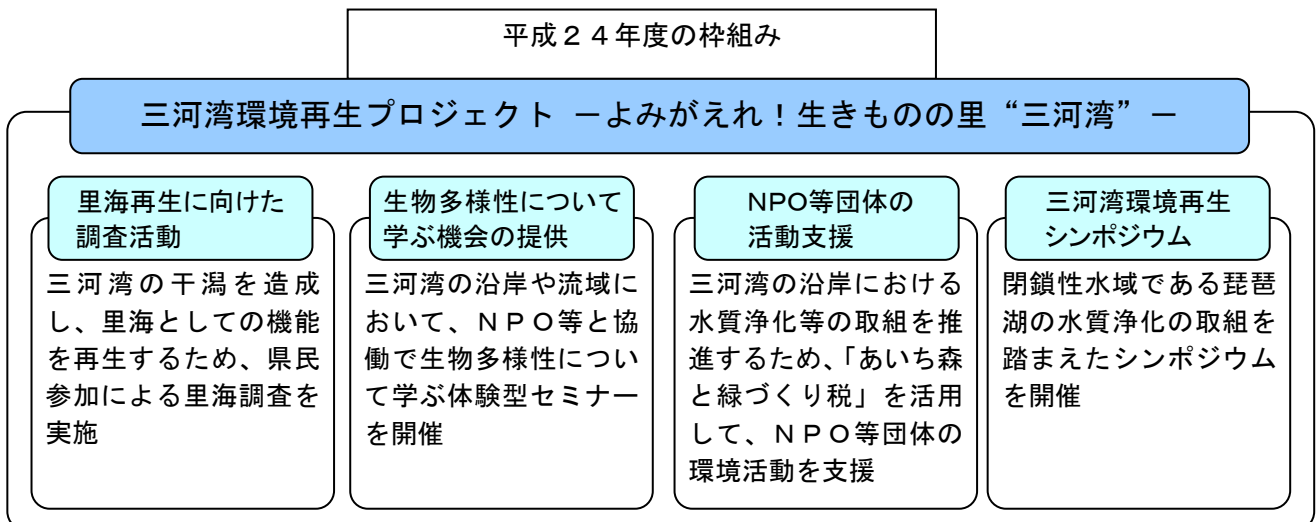 平成２４年度の枠組み
三河湾環境再生プロジェクト －よみがえれ！生きものの里“三河湾”－
里海再生に向けた
調査活動
三河湾の干潟を造成
し、里海としての機能
を再生するため、県民
参加による里海調査を
実施
生物多様性について
学ぶ機会の提供
三河湾の沿岸や流域に
おいて、ＮＰＯ等と協
働で生物多様性につい
て学ぶ体験型セミナー
を開催
NPO等団体の
活動支援
三河湾の沿岸における
水質浄化等の取組を推
進するため、「あいち森
と緑づくり税」を活用
して、ＮＰＯ等団体の
環境活動を支援
三河湾環境再生
シンポジウム
閉鎖性水域である琵琶
湖の水質浄化の取組を
踏まえたシンポジウム
を開催